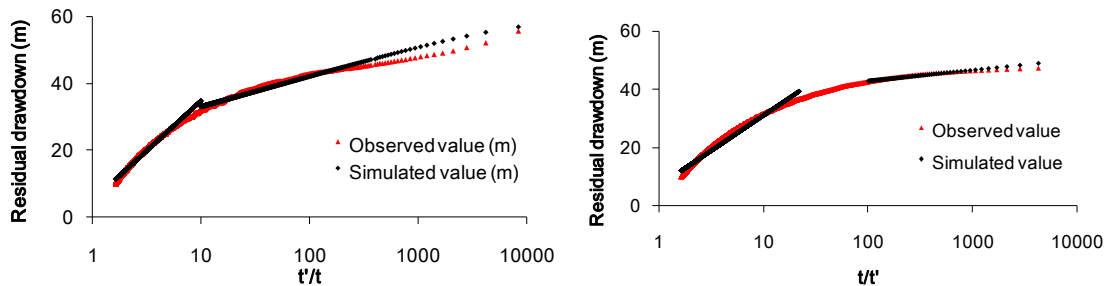 Residual drawdown (m)
60
40
20
0
1
10
100
1000
10000
t'/t
Observed value (m)
Simulated value (m)
Residual drawdown (m)
60
40
20
0
1
10
100
1000
10000
t/t'
Observed value
Simulated value